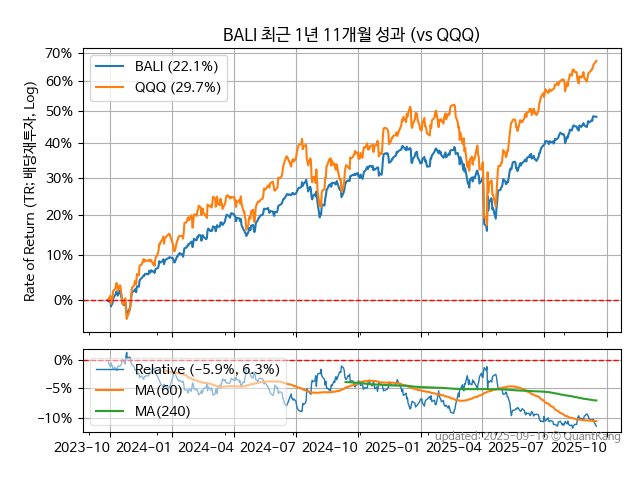 BALI 최근 1년 11개월 성과 (vs QQQ)
Rate of Return (TR: 배당재투자, Log)
70%
60%
50%
40%
30%
20%
10%
0%
BALI (22.1%)
QQQ (29.7%)
0%
−5%
−10%
Relative (−5.9%, 6.3%)
MA(60)
MA(240)
updated: 2025-09-16 © QuantKang
2023-10 2024-01 2024-04 2024-07 2024-10 2025-01 2025-04 2025-07 2025-10